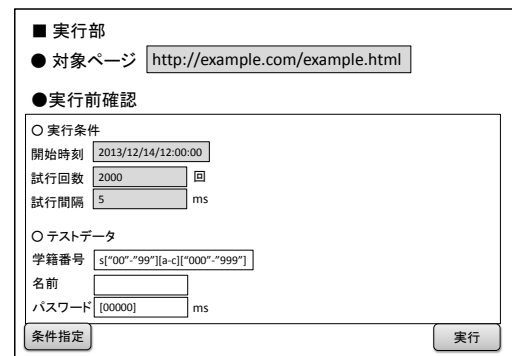 ■ 実行部
● 対象ページ http://example.com/example.html
●実行前確認
○ 実行条件
開始時刻 2013/12/14/12:00:00
試行回数 2000 回
試行間隔 5 ms
○ テストデータ
学籍番号 s["00"-"99"][a-c]["000"-"999"]
名前
パスワード [00000] ms
条件指定 実行